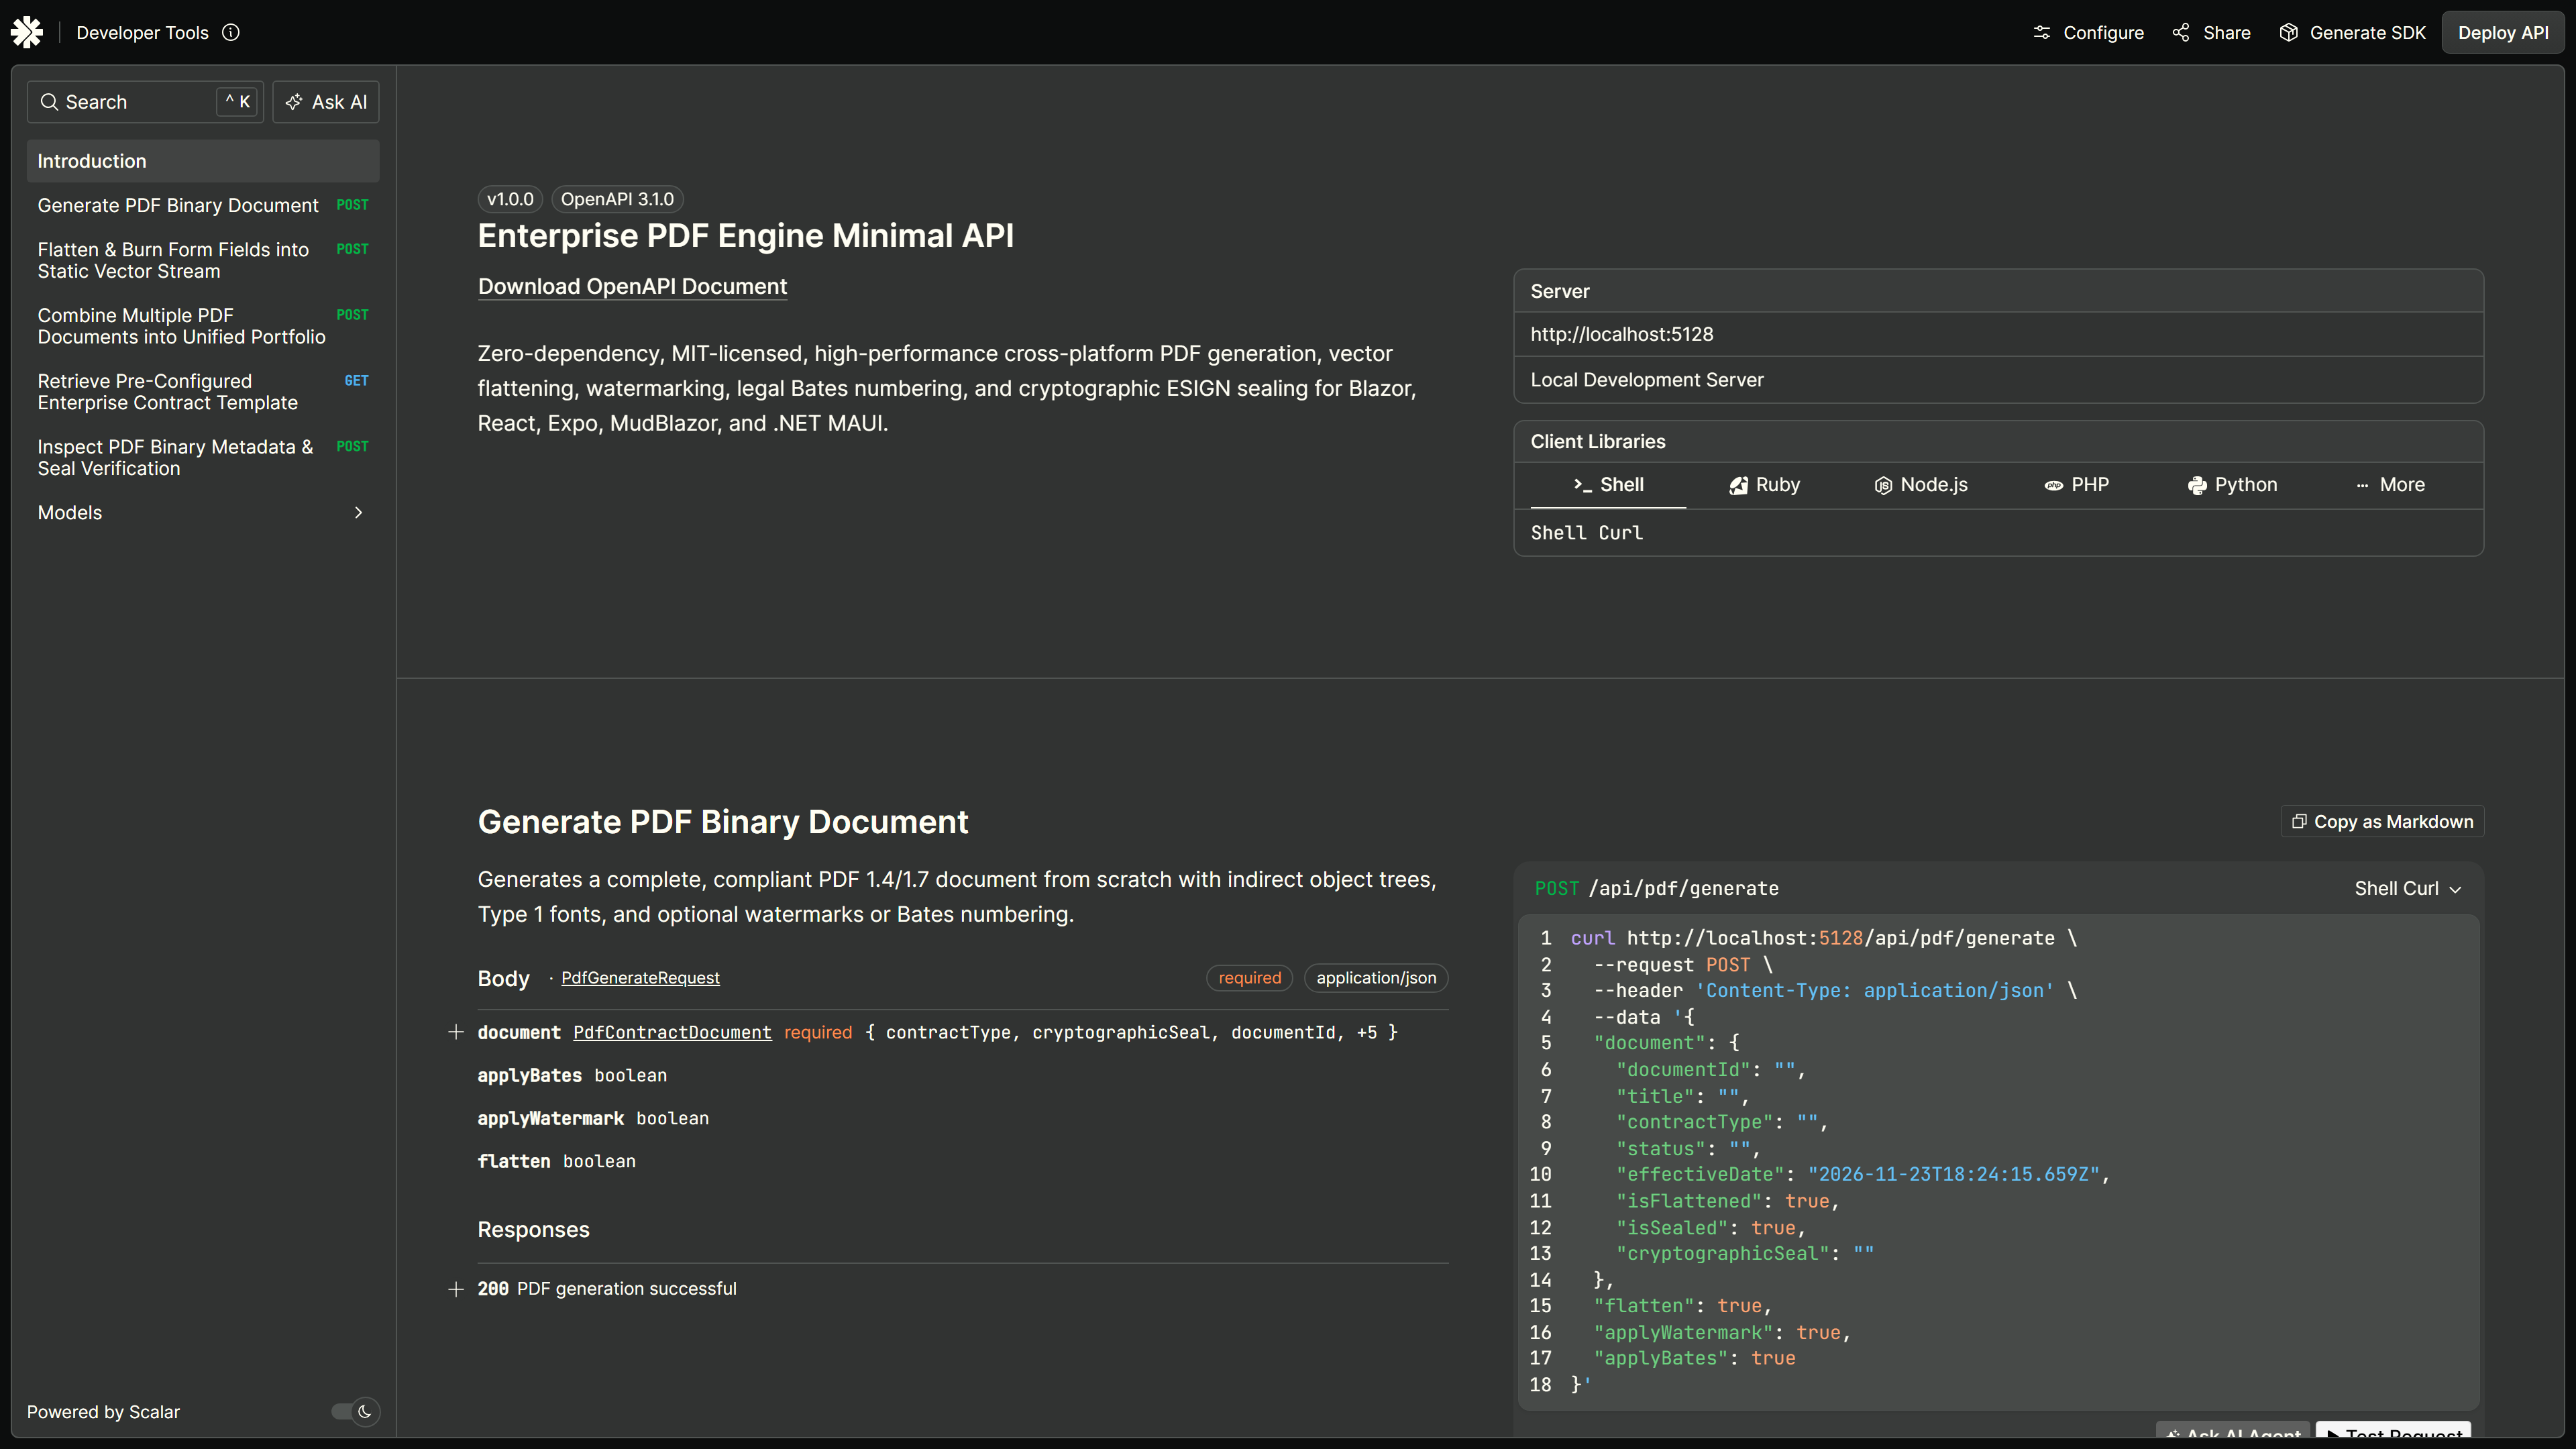 Developer Tools
Configure
Share
Generate SDK
Deploy API
Search
^ K
Ask AI
Introduction
Generate PDF Binary Document POST
Flatten & Burn Form Fields into POST
Static Vector Stream
Combine Multiple PDF POST
Documents into Unified Portfolio
Retrieve Pre-Configured GET
Enterprise Contract Template
Inspect PDF Binary Metadata & POST
Seal Verification
Models
Powered by Scalar
v1.0.0 OpenAPI 3.1.0
Enterprise PDF Engine Minimal API
Download OpenAPI Document
Zero-dependency, MIT-licensed, high-performance cross-platform PDF generation, vector
flattening, watermarking, legal Bates numbering, and cryptographic ESIGN sealing for Blazor,
React, Expo, MudBlazor, and .NET MAUI.
Server
http://localhost:5128
Local Development Server
Client Libraries
Shell Ruby Node.js PHP Python More
Shell Curl
Generate PDF Binary Document
Copy as Markdown
Generates a complete, compliant PDF 1.4/1.7 document from scratch with indirect object trees,
Type 1 fonts, and optional watermarks or Bates numbering.
Body · PdfGenerateRequest required application/json
document PdfContractDocument required { contractType, cryptographicSeal, documentId, +5 }
applyBates boolean
applyWatermark boolean
flatten boolean
Responses
200 PDF generation successful
POST /api/pdf/generate Shell Curl
1 curl http://localhost:5128/api/pdf/generate \
2 --request POST \
3 --header 'Content-Type: application/json' \
4 --data '{
5 "document": {
6 "documentId": "",
7 "title": "",
8 "contractType": "",
9 "status": "",
10 "effectiveDate": "2026-11-23T18:24:15.659Z",
11 "isFlattened": true,
12 "isSealed": true,
13 "cryptographicSeal": ""
14 },
15 "flatten": true,
16 "applyWatermark": true,
17 "applyBates": true
18 }'
Ask AI Agent
Test Request